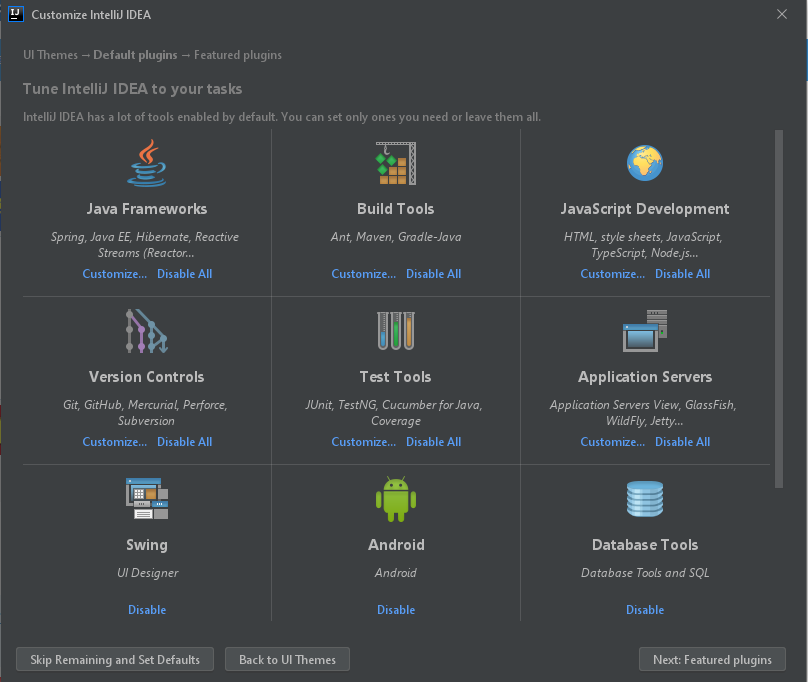 IJ
Customize IntelliJ IDEA
UI Themes → Default plugins → Featured plugins
Tune IntelliJ IDEA to your tasks
IntelliJ IDEA has a lot of tools enabled by default. You can set only ones you need or leave them all.
Java Frameworks
Spring, Java EE, Hibernate, Reactive
Streams (Reactor...
Customize... Disable All
Build Tools
Ant, Maven, Gradle-Java
Customize... Disable All
JavaScript Development
HTML, style sheets, JavaScript,
TypeScript, Node.js...
Customize... Disable All
Version Controls
Git, GitHub, Mercurial, Perforce,
Subversion
Customize... Disable All
Test Tools
JUnit, TestNG, Cucumber for Java,
Coverage
Customize... Disable All
Application Servers
Application Servers View, GlassFish,
WildFly, Jetty...
Customize... Disable All
Swing
UI Designer
Disable
Android
Android
Disable
Database Tools
Database Tools and SQL
Disable
Skip Remaining and Set Defaults
Back to UI Themes
Next: Featured plugins